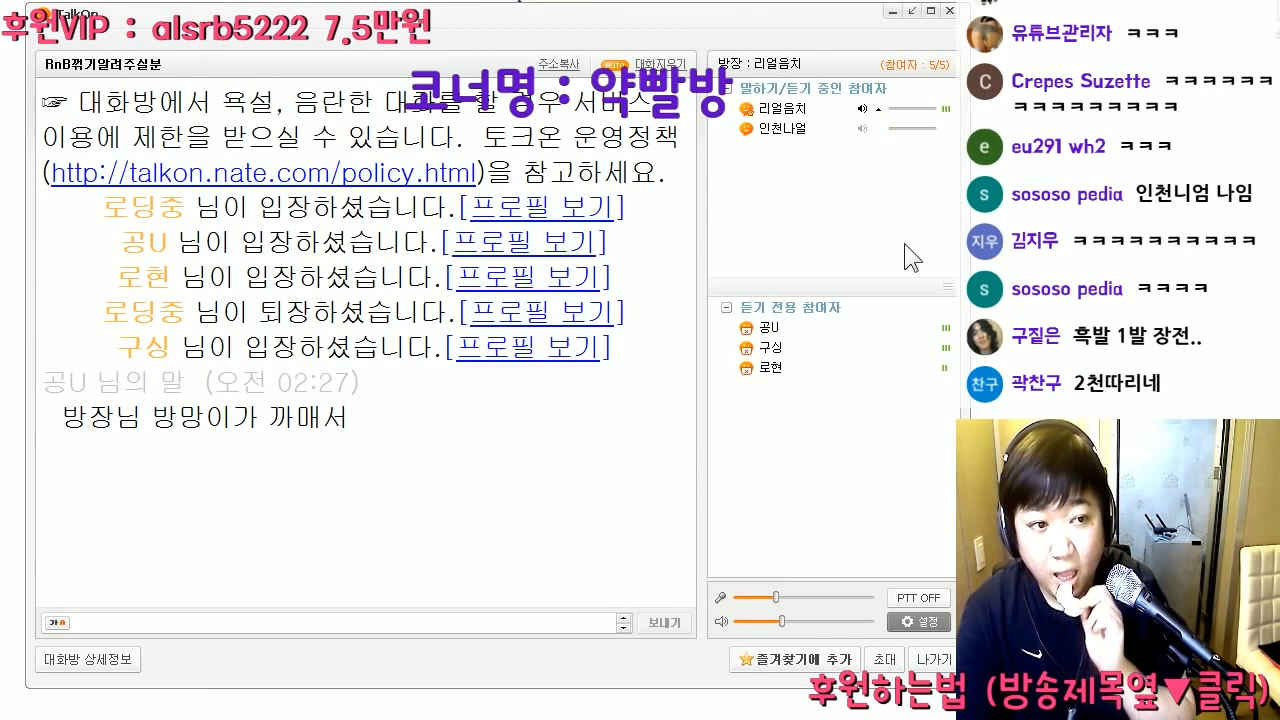 TalkOn
후원VIP : alsrb5222 7.5만원
RnB꺾기알려주실분
주소복사 AUTO 대화지우기
코너명 : 약빨방
☞ 대화방에서 욕설, 음란한 대화를 할 경우 서비스
이용에 제한을 받으실 수 있습니다. 토크온 운영정책
(http://talkon.nate.com/policy.html)을 참고하세요.
로딩중 님이 입장하셨습니다.[프로필 보기]
공U 님이 입장하셨습니다.[프로필 보기]
로현 님이 입장하셨습니다.[프로필 보기]
로딩중 님이 퇴장하셨습니다.[프로필 보기]
구싱 님이 입장하셨습니다.[프로필 보기]
공U 님의 말 (오전 02:27)
방장님 방망이가 까매서
보내기
대화방 상세정보
방장 : 리얼음치 (참여자 : 5/5)
말하기/듣기 중인 참여자
리얼음치
인천나얼
듣기 전용 참여자
공U
구싱
로현
PTT OFF
설정
즐겨찾기에 추가 초대 나가기
유튜브관리자 ㅋㅋㅋ
C Crepes Suzette ㅋㅋㅋㅋㅋㅋ
ㅋㅋㅋㅋㅋㅋㅋㅋㅋ
e eu291 wh2 ㅋㅋㅋ
s sososo pedia 인천니엄 나임
지우 김지우 ㅋㅋㅋㅋㅋㅋㅋㅋㅋㅋ
s sososo pedia ㅋㅋㅋㅋ
구짙은 흑발 1발 장전..
찬구 곽찬구 2천따리네
후원하는법 (방송제목옆▼클릭)